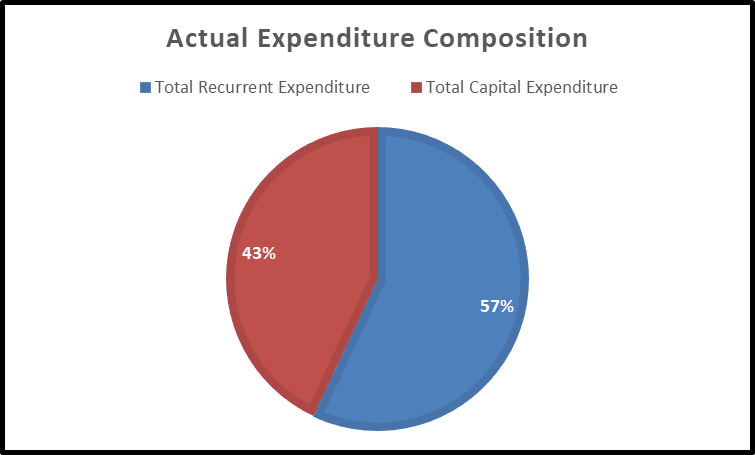 Actual Expenditure Composition
Total Recurrent Expenditure Total Capital Expenditure
43%
57%